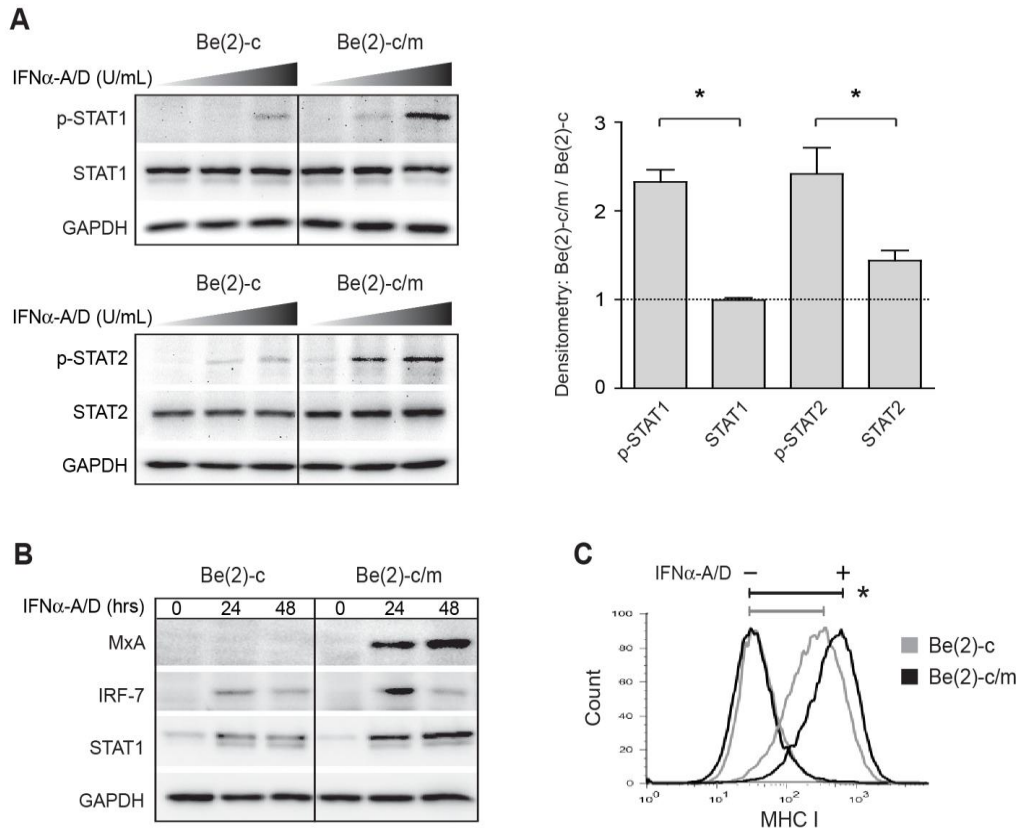 A
Be(2)-c Be(2)-c/m
IFNα-A/D (U/mL)
p-STAT1
STAT1
GAPDH
Be(2)-c Be(2)-c/m
IFNα-A/D (U/mL)
p-STAT2
STAT2
GAPDH
* *
Densitometry: Be(2)-c/m / Be(2)-c
3
2
1
0
p-STAT1 STAT1 p-STAT2 STAT2
B
Be(2)-c Be(2)-c/m
IFNα-A/D (hrs) 0 24 48 0 24 48
MxA
IRF-7
STAT1
GAPDH
C
IFNα-A/D − +
*
Be(2)-c
Be(2)-c/m
Count
100
80
60
40
20
0
10⁰ 10¹ 10² 10³
MHC I